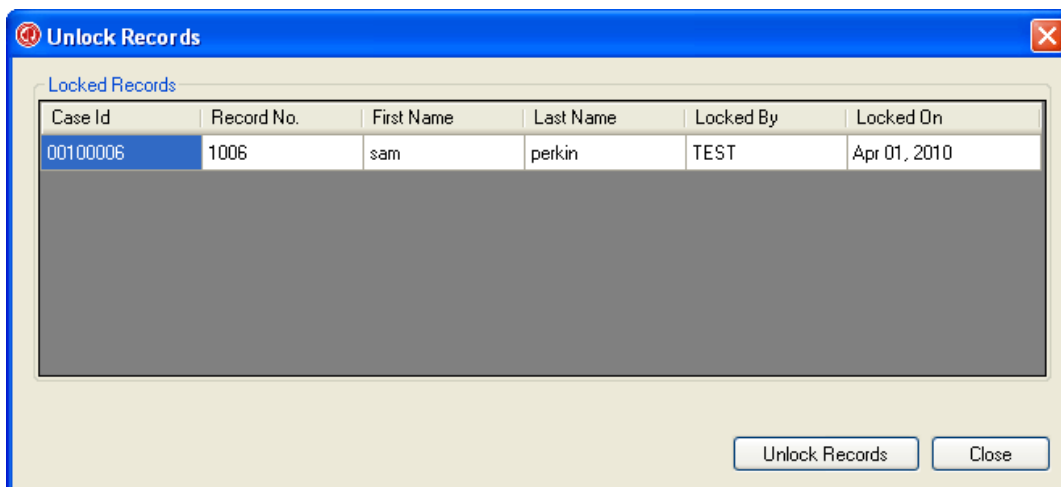 Unlock Records
Locked Records
Case Id Record No. First Name Last Name Locked By Locked On
00100006 1006 sam perkin TEST Apr 01, 2010
Unlock Records Close